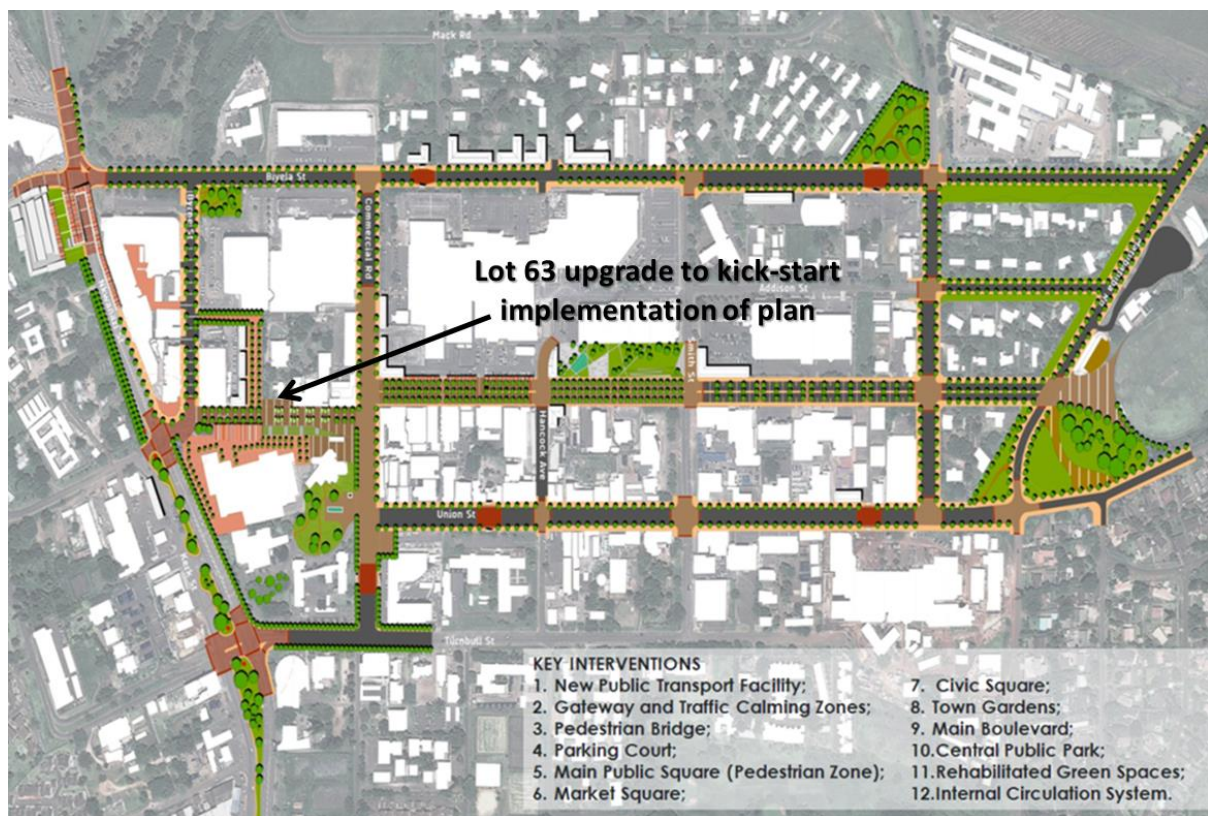 Mack Rd
Biyela St
Commercial Rd
Lot 63 upgrade to kick-start
implementation of plan
Addison St
Smith St
Hancock Ave
Union St
Turnbull St
KEY INTERVENTIONS
1. New Public Transport Facility;
2. Gateway and Traffic Calming Zones;
3. Pedestrian Bridge;
4. Parking Court;
5. Main Public Square (Pedestrian Zone);
6. Market Square;
7. Civic Square;
8. Town Gardens;
9. Main Boulevard;
10.Central Public Park;
11.Rehabilitated Green Spaces;
12.Internal Circulation System.